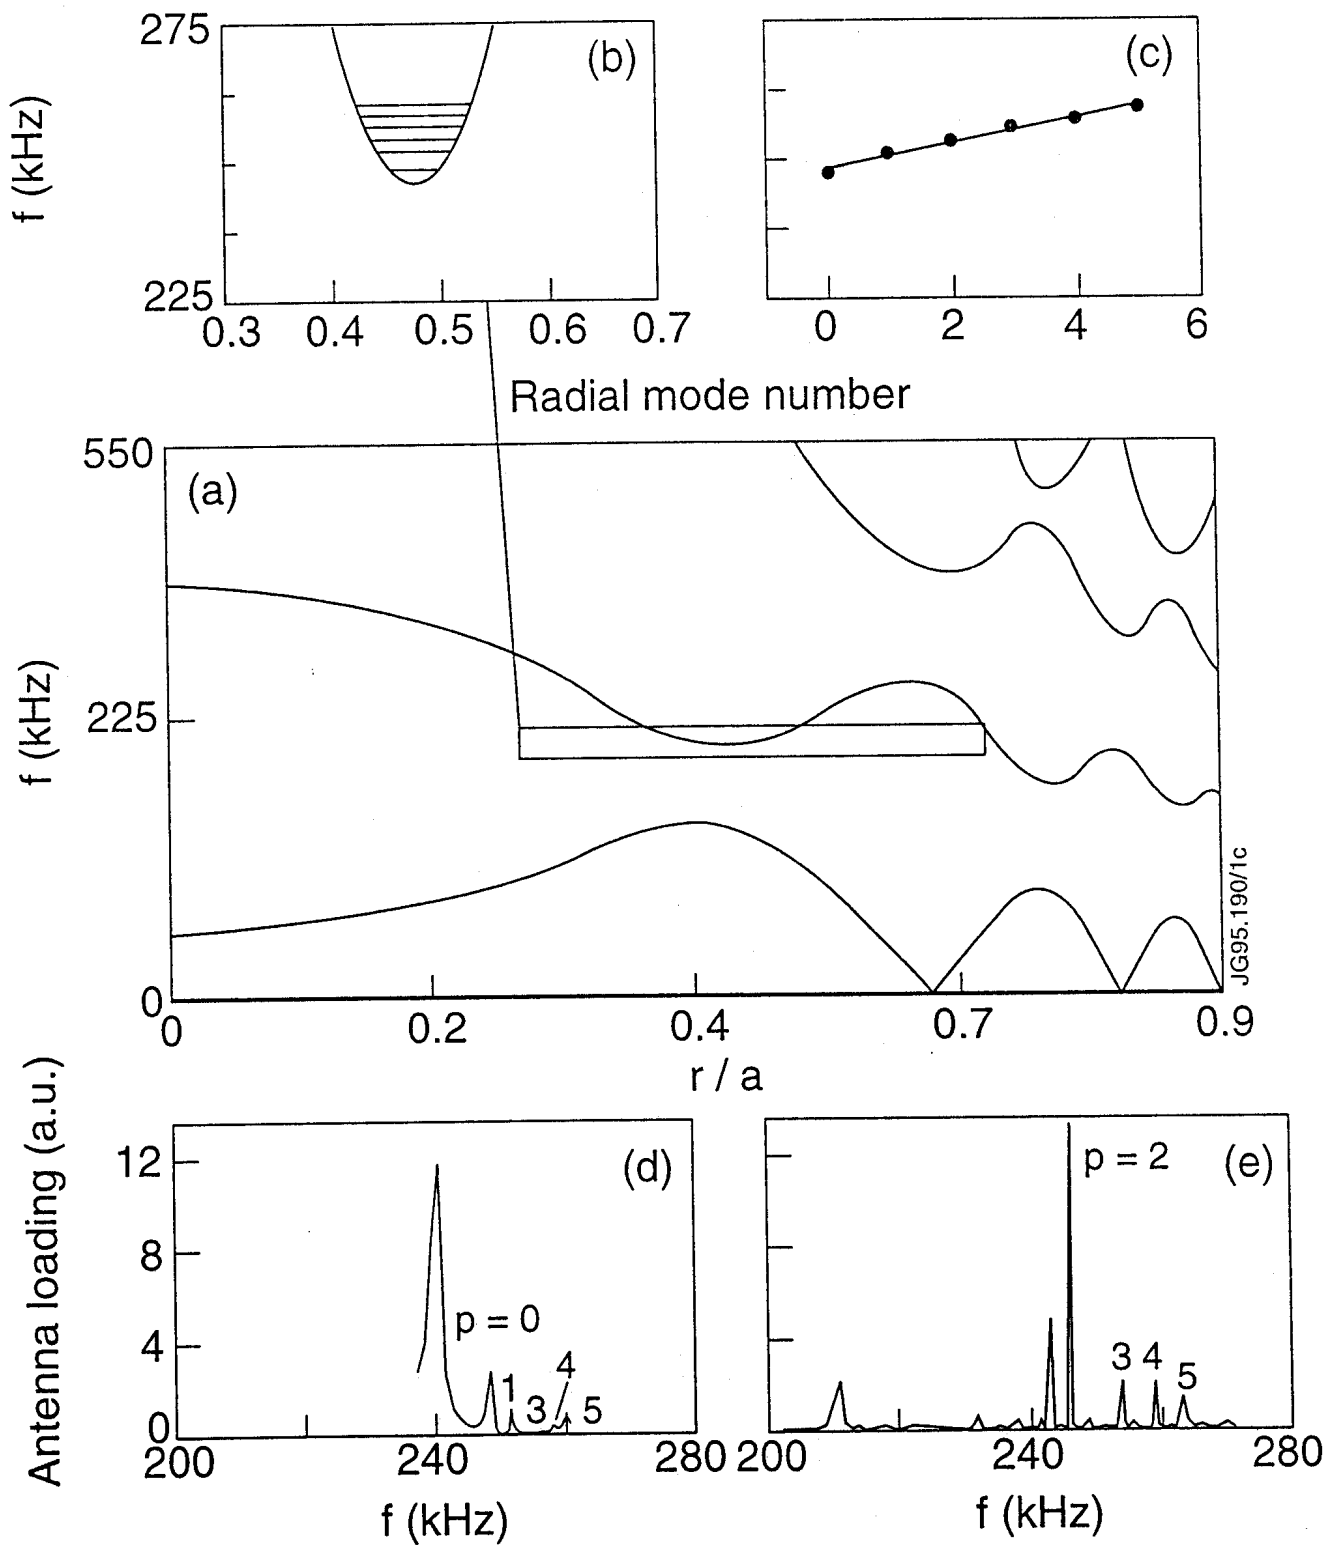 275
(b)
(c)
f (kHz)
225
0.3 0.4 0.5 0.6 0.7
0 2 4 6
Radial mode number
550
(a)
f (kHz)
225
0
0 0.2 0.4 0.7 0.9
r / a
JG95.190/1c
Antenna loading (a.u.)
12
8
4
0
(d)
p = 0
1
3
4
5
200 240 280
f (kHz)
p = 2
(e)
3 4 5
200 240 280
f (kHz)